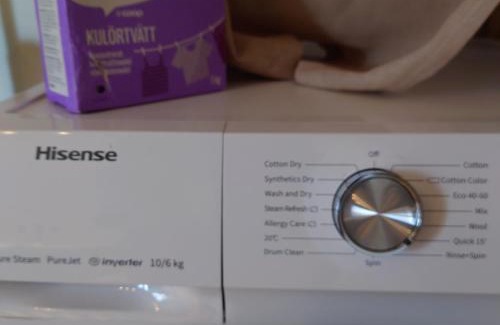 KULÖRTVÄTT
Hisense
Pure Steam PureJet inverter 10/6 kg
Off
Cotton Dry
Synthetics Dry
Wash and Dry
Steam Refresh
Allergy Care
20°C
Drum Clean
Spin
Cotton
Cotton-Color
Eco 40-60
Mix
Wool
Quick 15'
Rinse+Spin